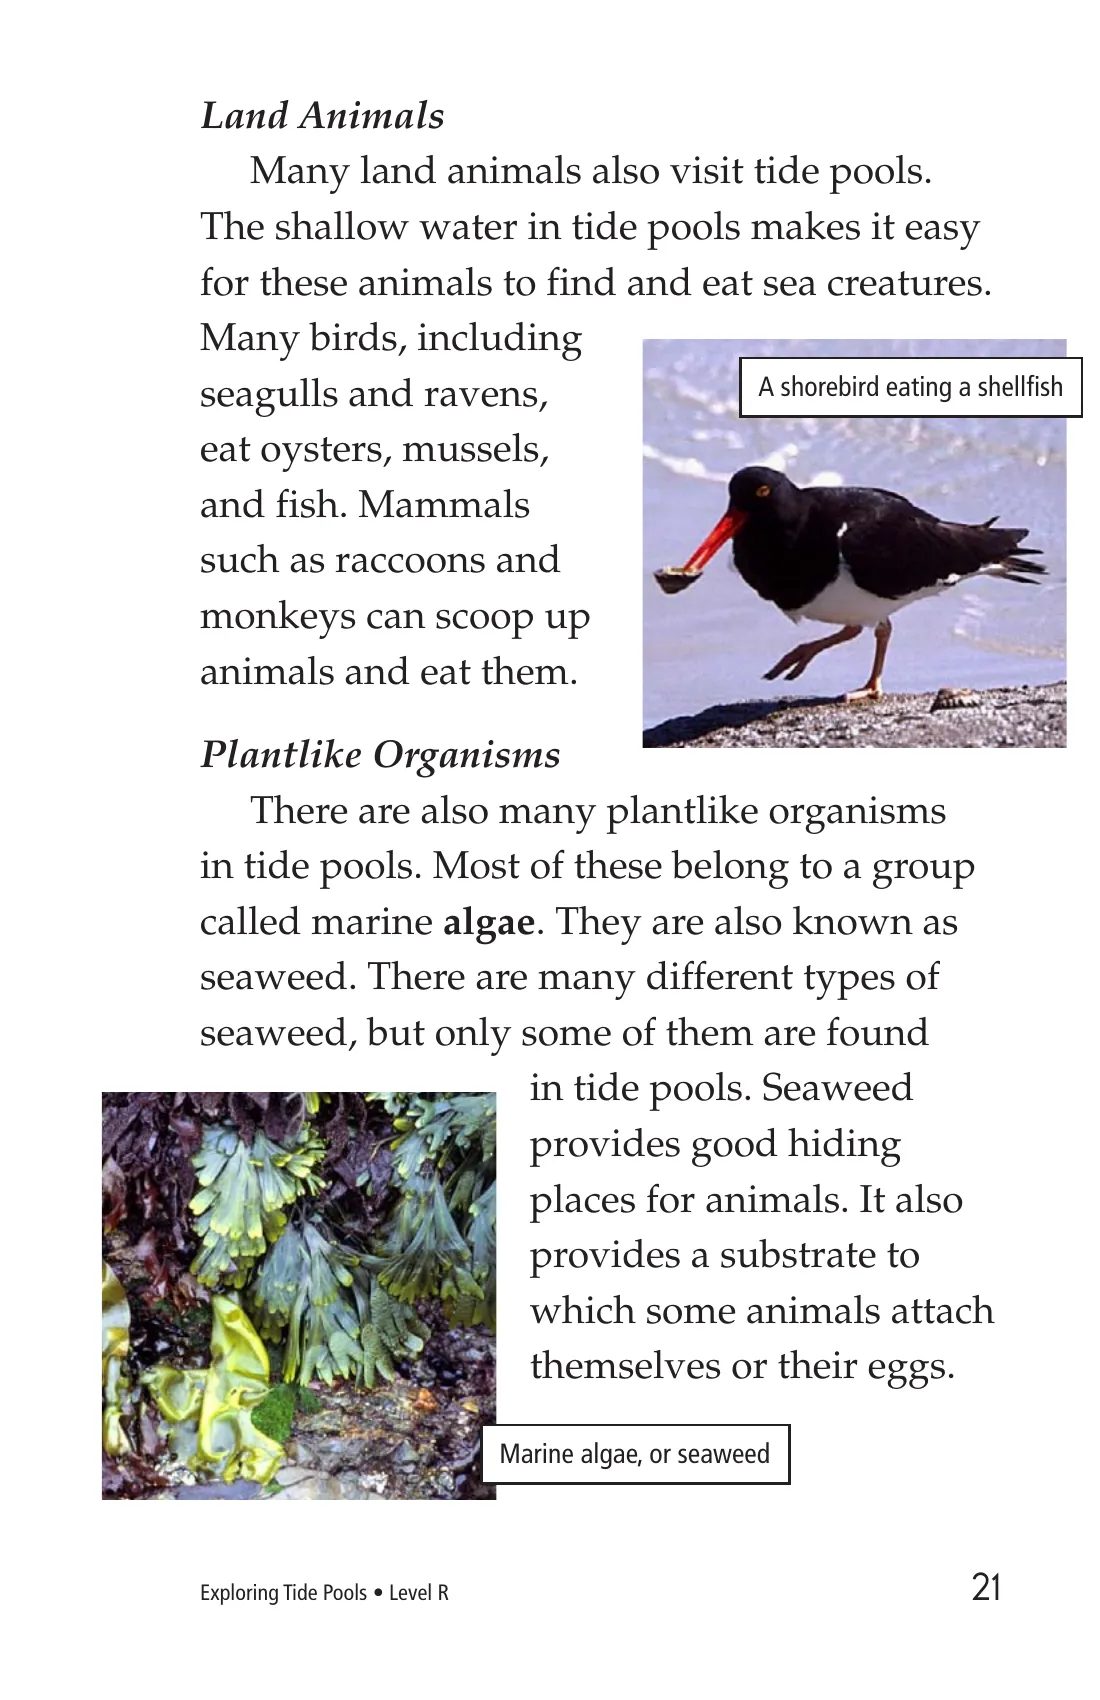 Land Animals
Many land animals also visit tide pools.
The shallow water in tide pools makes it easy
for these animals to find and eat sea creatures.
Many birds, including
seagulls and ravens,
eat oysters, mussels,
and fish. Mammals
such as raccoons and
monkeys can scoop up
animals and eat them.
A shorebird eating a shellfish
Plantlike Organisms
There are also many plantlike organisms
in tide pools. Most of these belong to a group
called marine algae. They are also known as
seaweed. There are many different types of
seaweed, but only some of them are found
in tide pools. Seaweed
provides good hiding
places for animals. It also
provides a substrate to
which some animals attach
themselves or their eggs.
Marine algae, or seaweed
Exploring Tide Pools • Level R
21